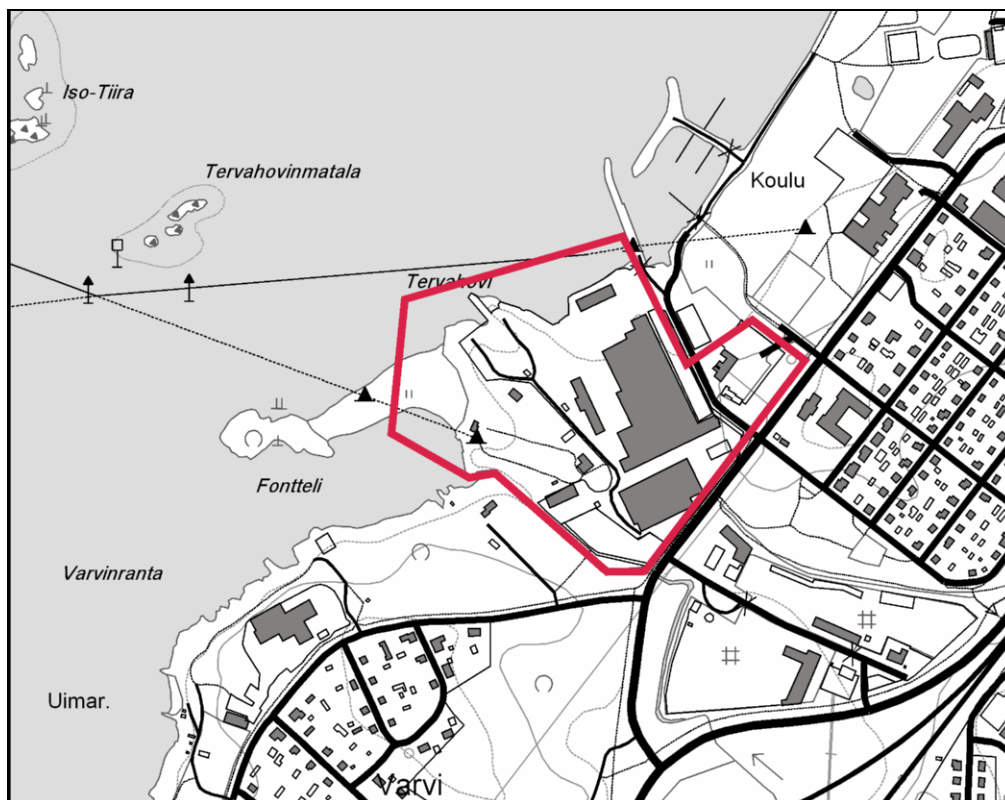 Iso-Tiira
Tervahovinmatala
Koulu
Tervahovi
Fontteli
Varvinranta
Uimar.
Varvi